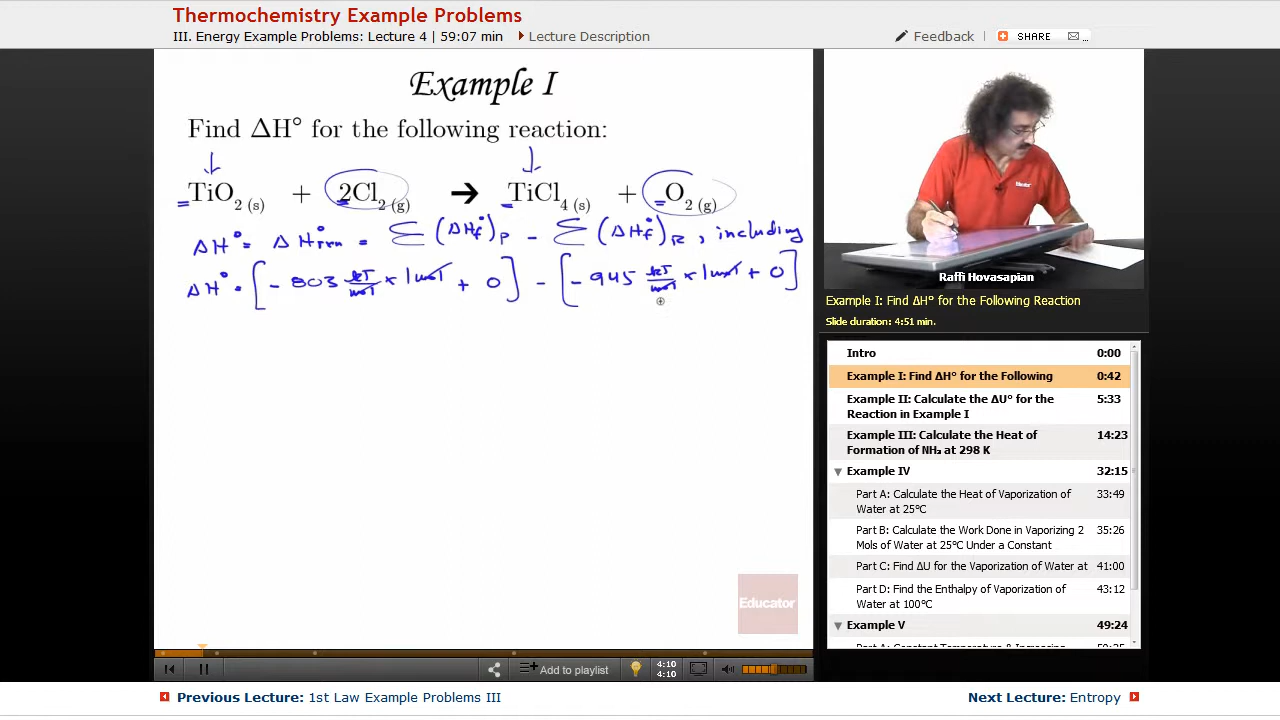 Thermochemistry Example Problems
III. Energy Example Problems: Lecture 4 | 59:07 min Lecture Description
Feedback | SHARE ...
Example I
Find ΔH° for the following reaction:
TiO2 (s) + 2Cl2 (g) → TiCl4 (s) + O2 (g)
ΔH° = ΔH°rxn = Σ (ΔHf°)P − Σ (ΔHf°)R, including
ΔH° = [−803 kJ/mol × 1 mol + 0] − [−945 kJ/mol × 1 mol + 0]
Educator
Raffi Hovasapian
Example I: Find ΔH° for the Following Reaction
Slide duration: 4:51 min.
Intro 0:00
Example I: Find ΔH° for the Following 0:42
Example II: Calculate the ΔU° for the 5:33
Reaction in Example I
Example III: Calculate the Heat of 14:23
Formation of NH₃ at 298 K
Example IV 32:15
Part A: Calculate the Heat of Vaporization of 33:49
Water at 25°C
Part B: Calculate the Work Done in Vaporizing 2 35:26
Mols of Water at 25°C Under a Constant
Part C: Find ΔU for the Vaporization of Water at 41:00
Part D: Find the Enthalpy of Vaporization of 43:12
Water at 100°C
Example V 49:24
Add to playlist
4:10
4:10
Previous Lecture: 1st Law Example Problems III
Next Lecture: Entropy